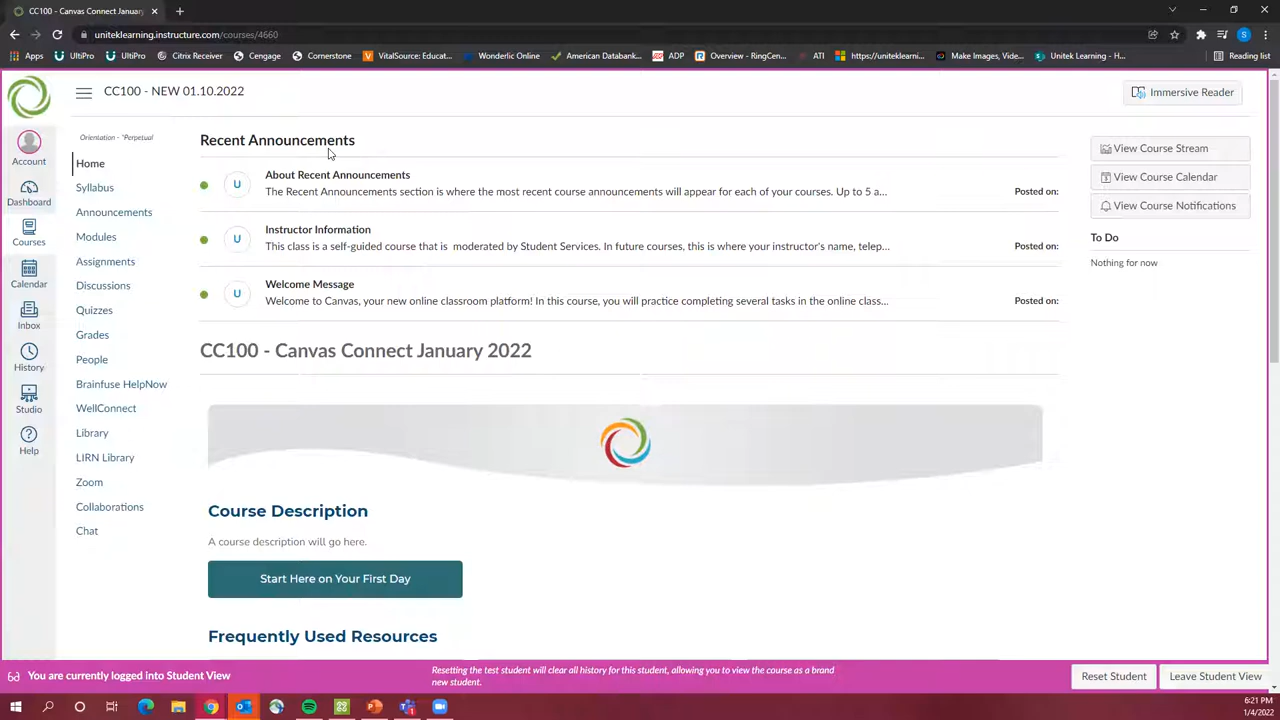 CC100 - Canvas Connect January
uniteklearning.instructure.com/courses/4660
S
Apps UltiPro UltiPro Citrix Receiver Cengage Cornerstone VitalSource: Educat... Wonderlic Online American Databank... ADP Overview - RingCen... ATI https://uniteklearni... Make Images, Video... Unitek Learning - H... Reading list
CC100 - NEW 01.10.2022
Immersive Reader
Account
Dashboard
Courses
Calendar
Inbox
History
Studio
Help
Orientation - "Perpetual
Home
Syllabus
Announcements
Modules
Assignments
Discussions
Quizzes
Grades
People
Brainfuse HelpNow
WellConnect
Library
LIRN Library
Zoom
Collaborations
Chat
Recent Announcements
U
About Recent Announcements
The Recent Announcements section is where the most recent course announcements will appear for each of your courses. Up to 5 a...
Posted on:
U
Instructor Information
This class is a self-guided course that is moderated by Student Services. In future courses, this is where your instructor's name, telep...
Posted on:
U
Welcome Message
Welcome to Canvas, your new online classroom platform! In this course, you will practice completing several tasks in the online class...
Posted on:
CC100 - Canvas Connect January 2022
Course Description
A course description will go here.
Start Here on Your First Day
Frequently Used Resources
View Course Stream
View Course Calendar
View Course Notifications
To Do
Nothing for now
You are currently logged into Student View
Resetting the test student will clear all history for this student, allowing you to view the course as a brand
new student.
Reset Student
Leave Student View
6:21 PM
1/4/2022